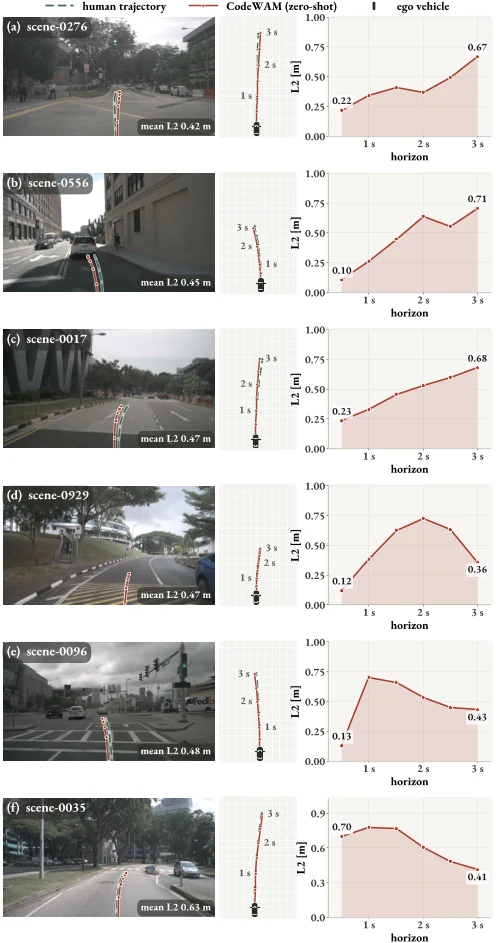 human trajectory CodeWAM (zero-shot) ego vehicle
(a) scene-0276
mean L2 0.42 m
3 s
2 s
1 s
L2 [m]
1.00
0.75
0.50
0.25
0.00
0.22
0.67
1 s 2 s 3 s
horizon
(b) scene-0556
mean L2 0.45 m
3 s
2 s
1 s
L2 [m]
1.00
0.75
0.50
0.25
0.00
0.10
0.71
1 s 2 s 3 s
horizon
(c) scene-0017
mean L2 0.47 m
3 s
2 s
1 s
L2 [m]
1.00
0.75
0.50
0.25
0.00
0.23
0.68
1 s 2 s 3 s
horizon
(d) scene-0929
mean L2 0.47 m
3 s
2 s
1 s
L2 [m]
1.00
0.75
0.50
0.25
0.00
0.12
0.36
1 s 2 s 3 s
horizon
(e) scene-0096
FedEx
mean L2 0.48 m
3 s
2 s
1 s
L2 [m]
1.00
0.75
0.50
0.25
0.00
0.13
0.43
1 s 2 s 3 s
horizon
(f) scene-0035
mean L2 0.63 m
3 s
2 s
1 s
L2 [m]
0.9
0.6
0.3
0.0
0.70
0.41
1 s 2 s 3 s
horizon